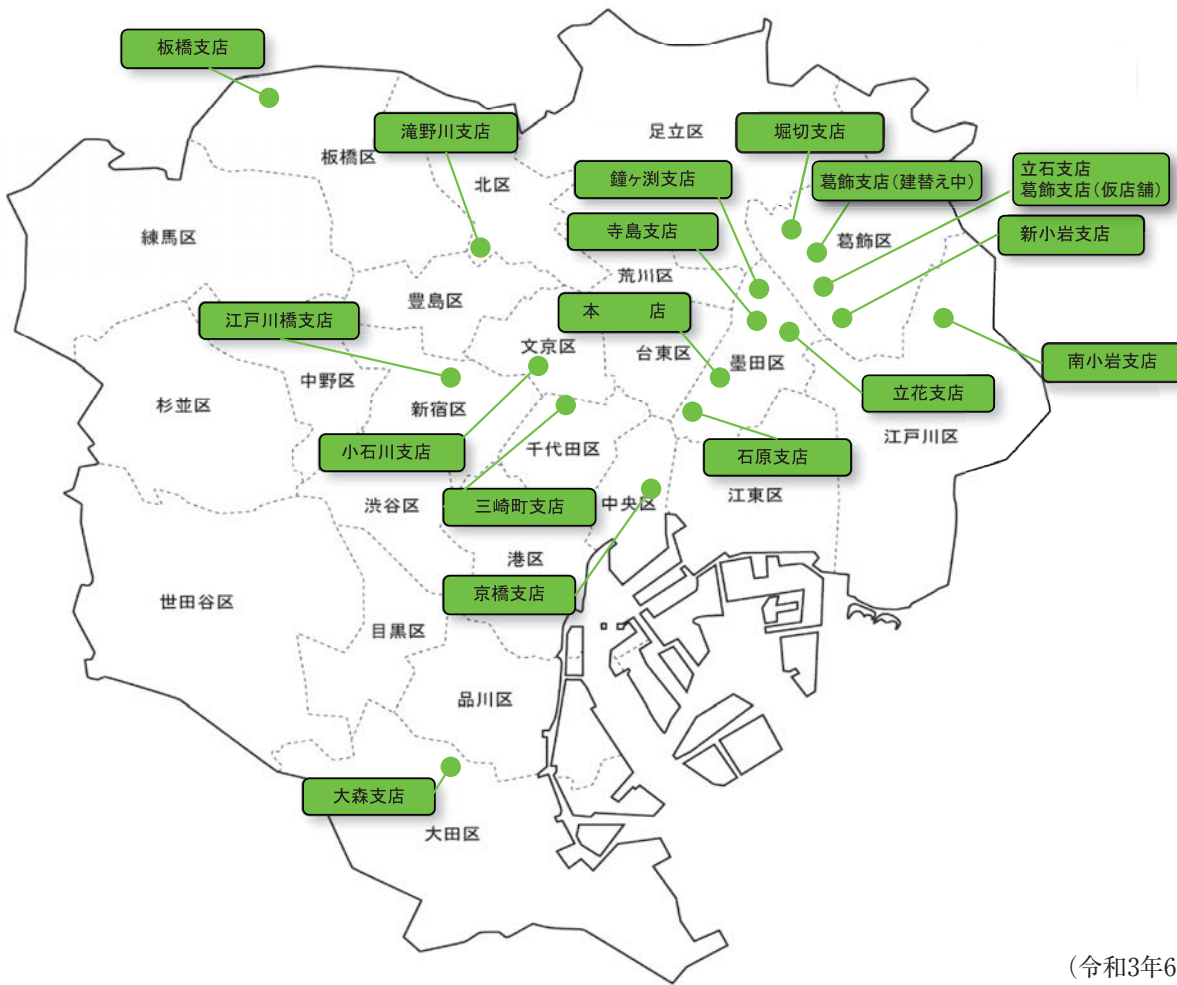 板橋支店
滝野川支店
足立区
堀切支店
板橋区
北区
鐘ヶ渕支店
葛飾支店(建替え中)
立石支店
葛飾支店(仮店舗)
練馬区
寺島支店
葛飾区
新小岩支店
荒川区
豊島区
江戸川橋支店
本　　店
文京区
台東区
墨田区
南小岩支店
中野区
杉並区
新宿区
立花支店
江戸川区
小石川支店
千代田区
石原支店
江東区
渋谷区
三崎町支店
中央区
港区
京橋支店
世田谷区
目黒区
品川区
大森支店
大田区
(令和3年6